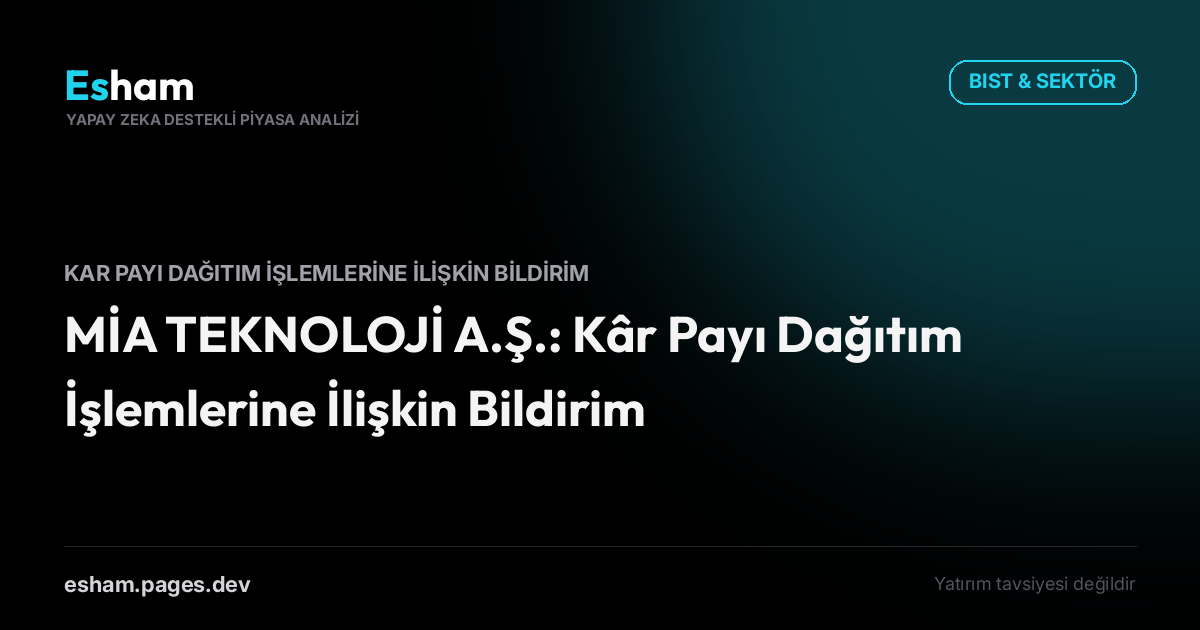 Esham
YAPAY ZEKA DESTEKLİ PİYASA ANALİZİ
BIST & SEKTÖR
KAR PAYI DAĞITIM İŞLEMLERİNE İLİŞKİN BİLDİRİM
MİA TEKNOLOJİ A.Ş.: Kâr Payı Dağıtım
İşlemlerine İlişkin Bildirim
esham.pages.dev
Yatırım tavsiyesi değildir